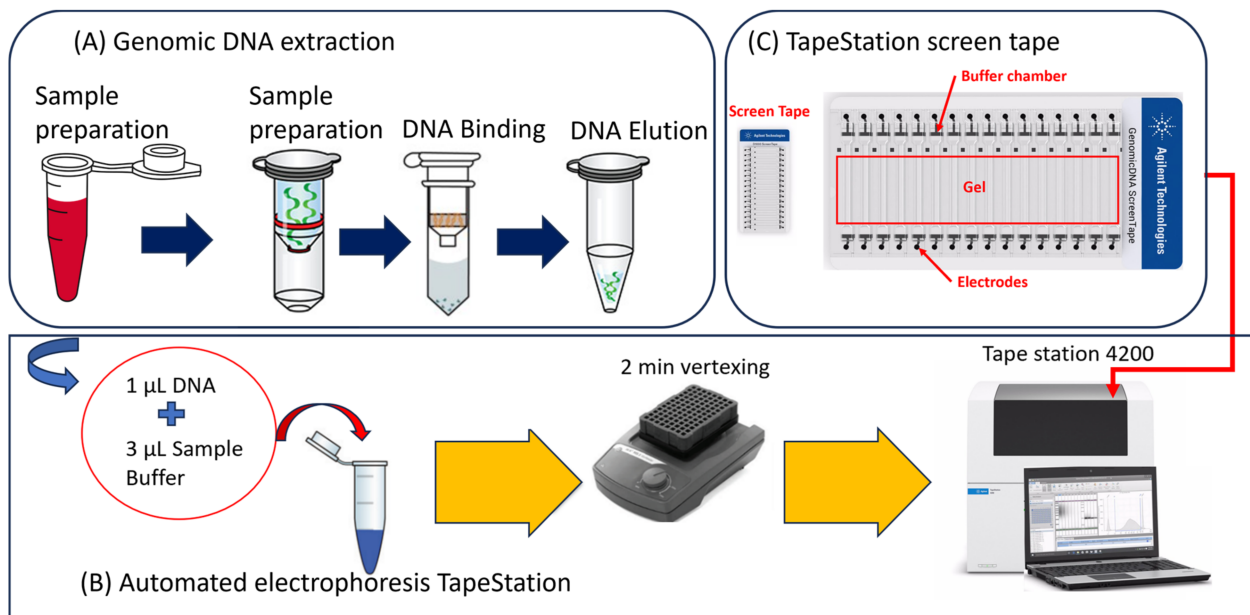 (A) Genomic DNA extraction
Sample
preparation
Sample
preparation
DNA Binding
DNA Elution
(C) TapeStation screen tape
Buffer chamber
Screen Tape
Agilent Technologies
Gel
GenomicDNA ScreenTape
Agilent Technologies
Electrodes
1 µL DNA
3 µL Sample
Buffer
2 min vertexing
Tape station 4200
(B) Automated electrophoresis TapeStation